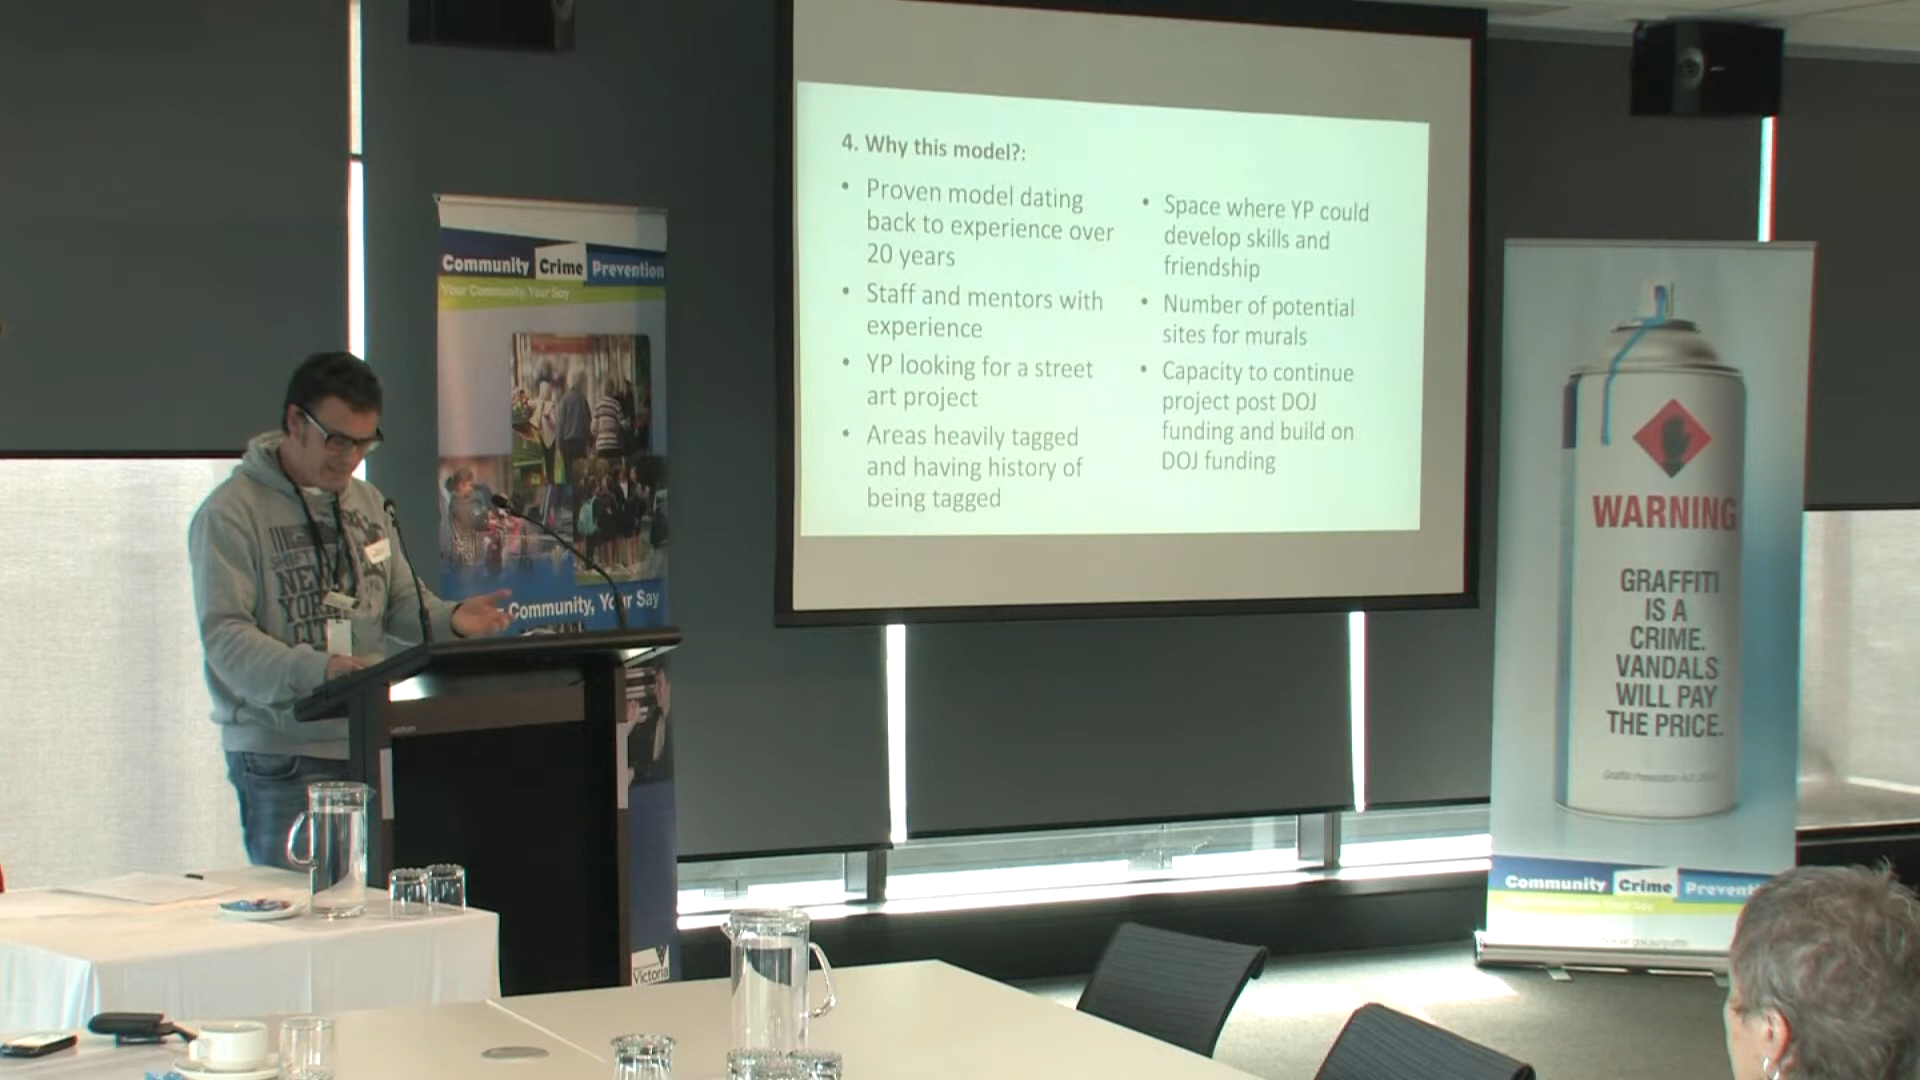 4. Why this model?:
• Proven model dating
back to experience over
20 years
• Staff and mentors with
experience
• YP looking for a street
art project
• Areas heavily tagged
and having history of
being tagged
• Space where YP could
develop skills and
friendship
• Number of potential
sites for murals
• Capacity to continue
project post DOJ
funding and build on
DOJ funding
Community Crime Prevention
Your Community, Your Say
Community, Your Say
Victoria
NEW
YORK
CITY
WARNING
GRAFFITI
IS A
CRIME.
VANDALS
WILL PAY
THE PRICE.
Graffiti Prevention Act
Community Crime Prevent